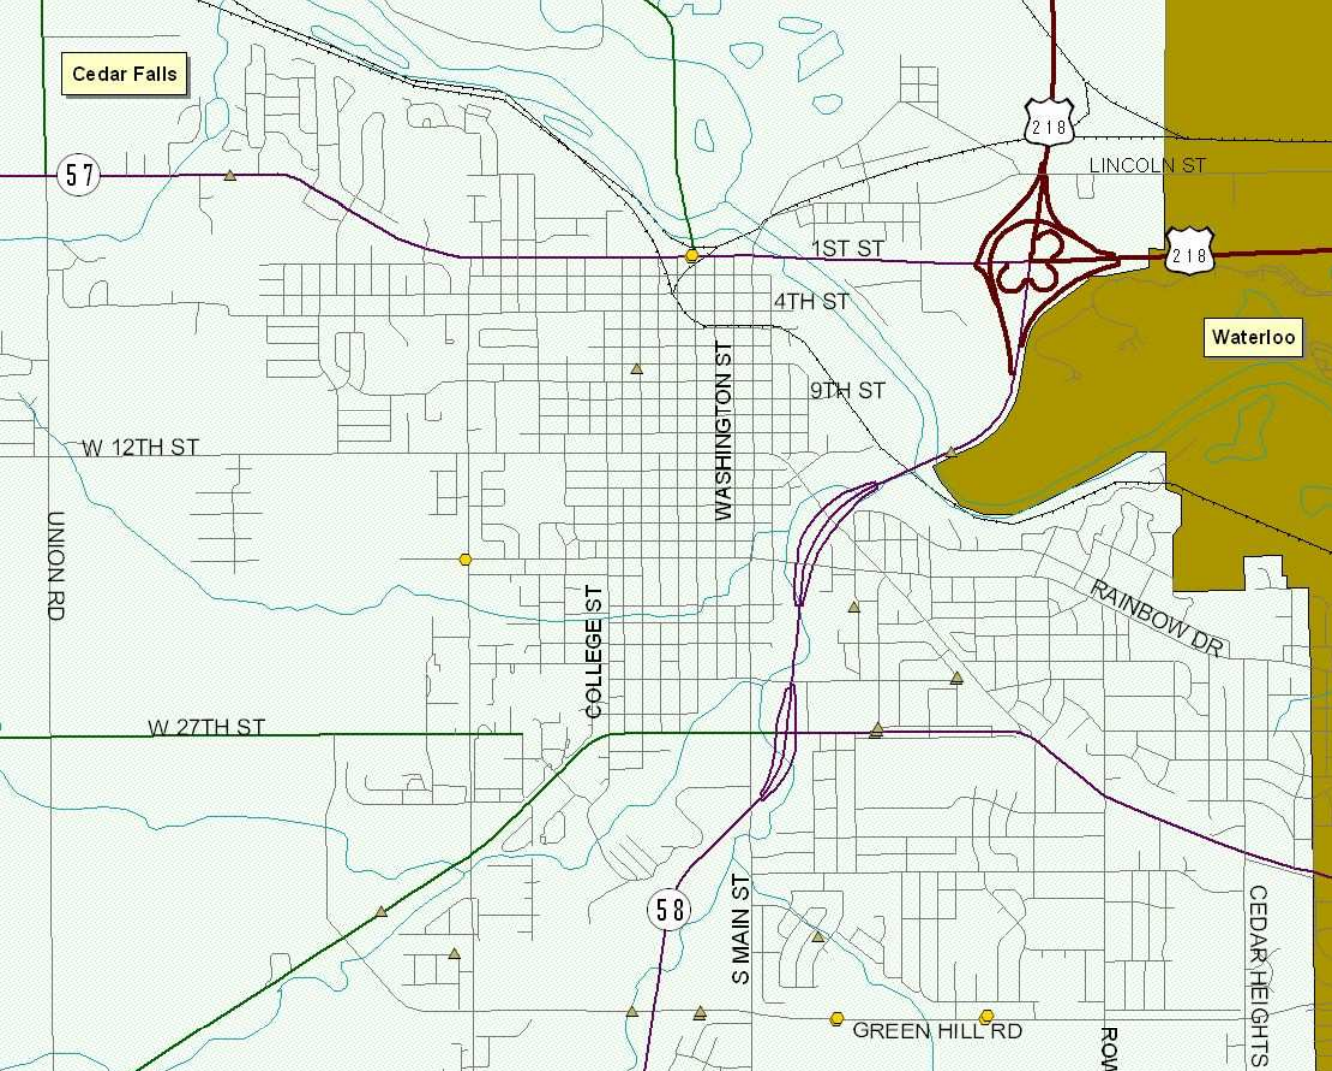 Cedar Falls
218
57
LINCOLN ST
1ST ST
218
4TH ST
Waterloo
WASHINGTON ST
9TH ST
W 12TH ST
UNION RD
RAINBOW DR
COLLEGE ST
W 27TH ST
58
S MAIN ST
CEDAR HEIGHTS
GREEN HILL RD
ROW